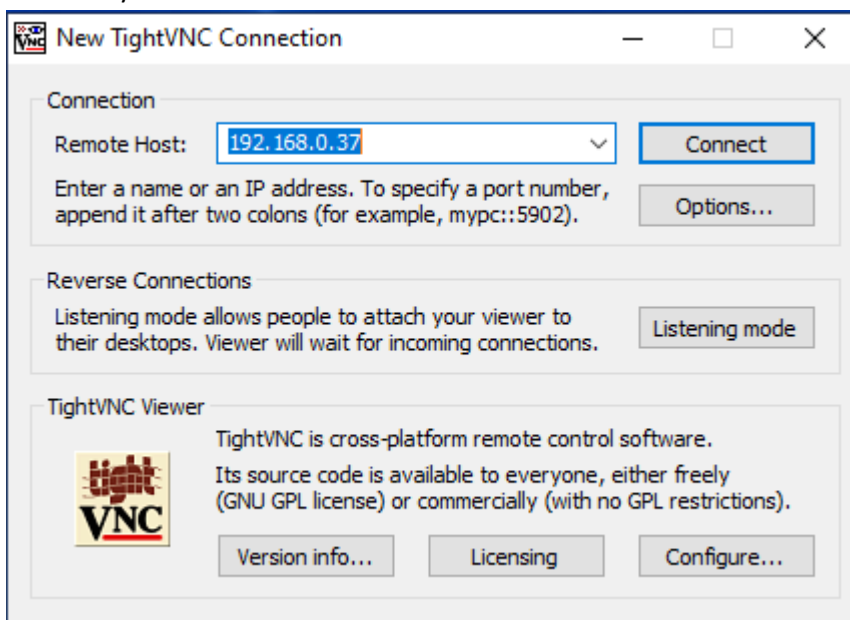 New TightVNC Connection
Connection
Remote Host: 192.168.0.37
Connect
Enter a name or an IP address. To specify a port number,
append it after two colons (for example, mypc::5902).
Options...
Reverse Connections
Listening mode allows people to attach your viewer to
their desktops. Viewer will wait for incoming connections.
Listening mode
TightVNC Viewer
tight
VNC
TightVNC is cross-platform remote control software.
Its source code is available to everyone, either freely
(GNU GPL license) or commercially (with no GPL restrictions).
Version info...
Licensing
Configure...